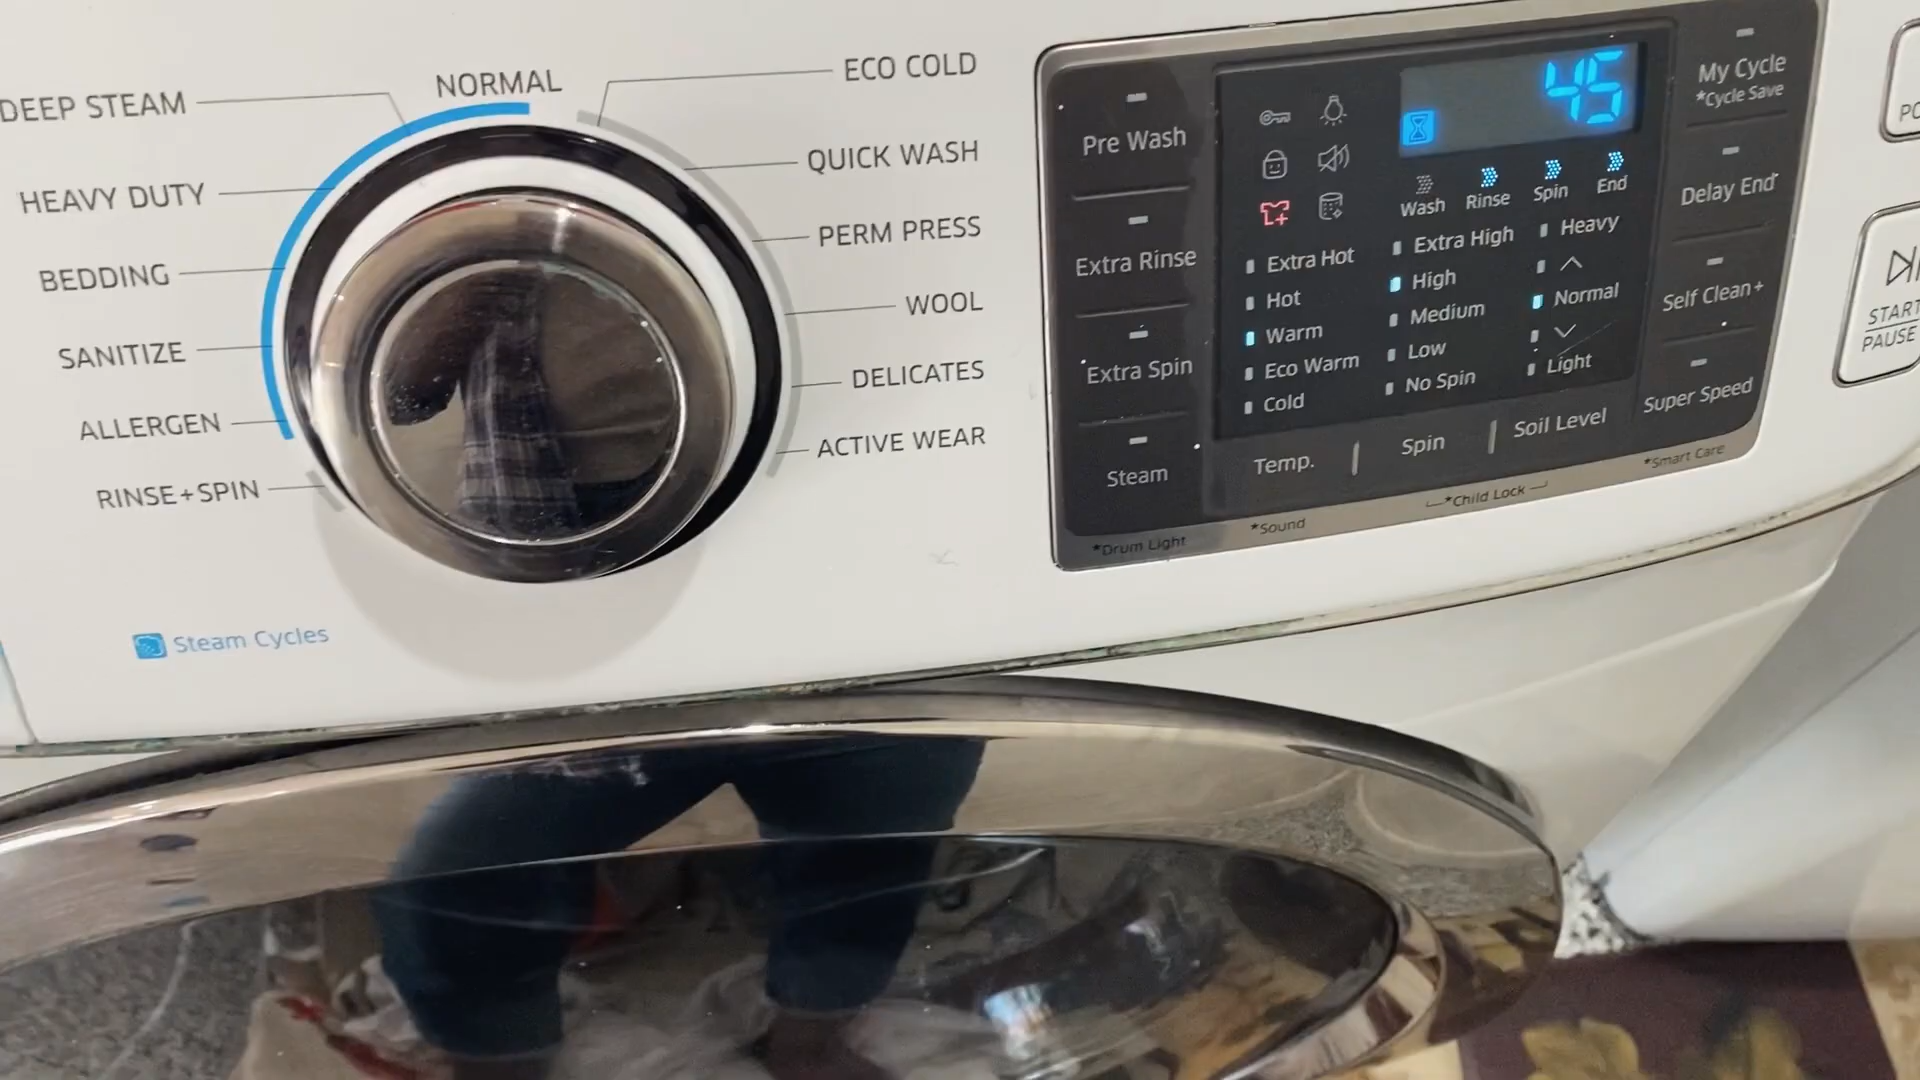 NORMAL
DEEP STEAM
HEAVY DUTY
BEDDING
SANITIZE
ALLERGEN
RINSE+SPIN
ECO COLD
QUICK WASH
PERM PRESS
WOOL
DELICATES
ACTIVE WEAR
Steam Cycles
Pre Wash
Extra Rinse
Extra Spin
Steam
*Drum Light
45
Wash Rinse Spin End
Extra Hot
Hot
Warm
Eco Warm
Cold
Extra High
High
Medium
Low
No Spin
Heavy
Normal
Light
Temp. Spin Soil Level
*Sound
*Child Lock
My Cycle
*Cycle Save
Delay End
Self Clean+
Super Speed
*Smart Care
START
PAUSE